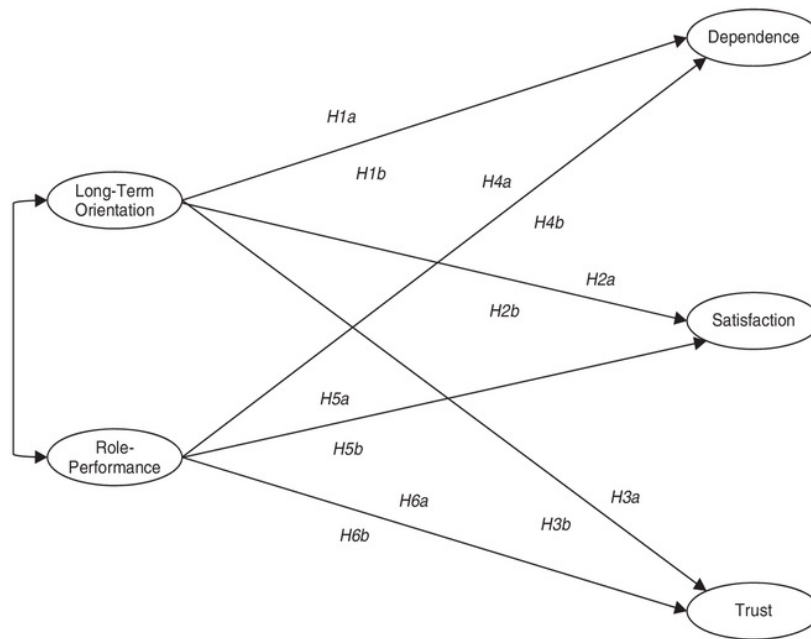 Dependence
H1a
H1b
H4a
Long-Term
Orientation
H4b
H2a
H2b
Satisfaction
H5a
H5b
Role-
Performance
H6a
H3a
H3b
H6b
Trust